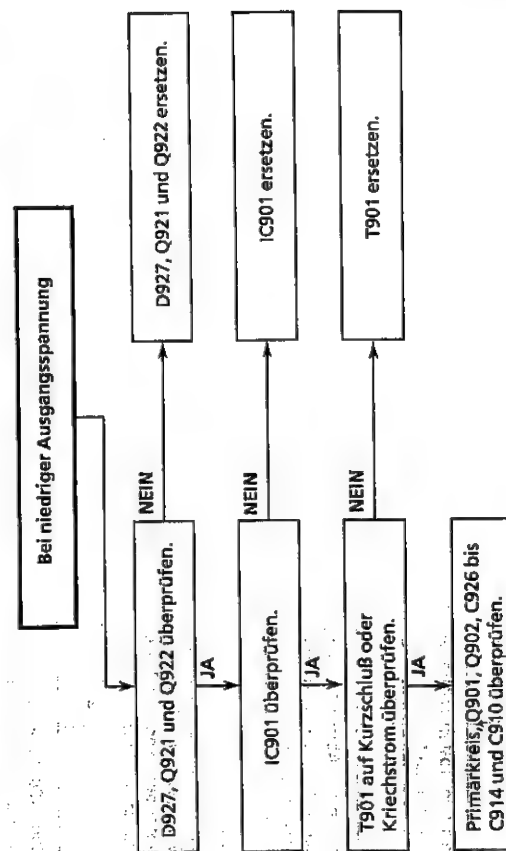 Bei niedriger Ausgangsspannung
D927, Q921 und Q922 überprüfen.
NEIN
D927, Q921 und Q922 ersetzen.
JA
IC901 überprüfen.
NEIN
IC901 ersetzen.
JA
T901 auf Kurzschluß oder
Kriechstrom überprüfen.
NEIN
T901 ersetzen.
JA
Primärkreis, Q901, Q902, C926 bis
C914 und C910 überprüfen.